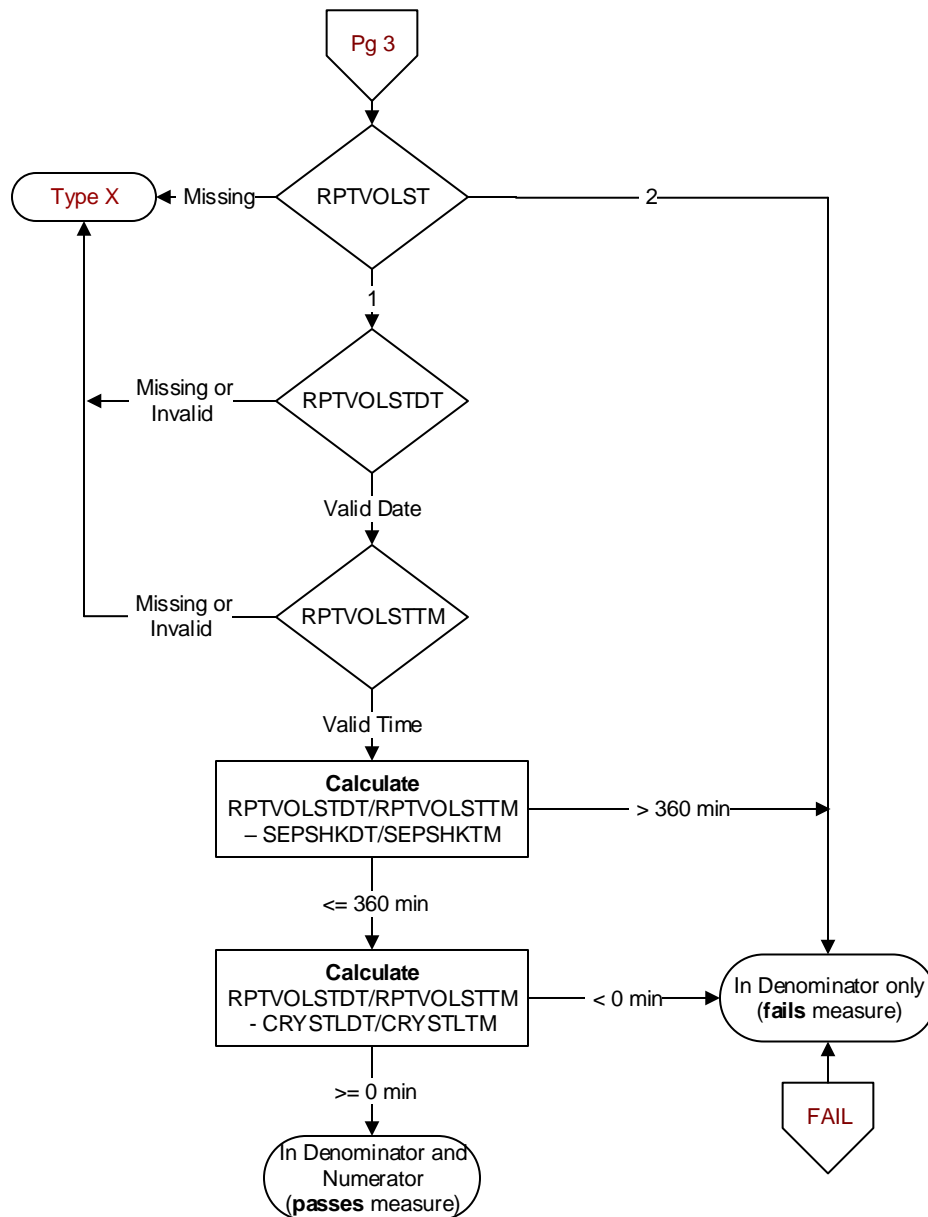 Pg 3
RPTVOLST
Type X
Missing
2
1
Missing or
Invalid
RPTVOLSTDT
Valid Date
Missing or
Invalid
RPTVOLSTTM
Valid Time
Calculate
RPTVOLSTDT/RPTVOLSTTM
– SEPSHKDT/SEPSHKTM
> 360 min
<= 360 min
Calculate
RPTVOLSTDT/RPTVOLSTTM
- CRYSTLDT/CRYSTLTM
< 0 min
In Denominator only
(fails measure)
>= 0 min
FAIL
In Denominator and
Numerator
(passes measure)